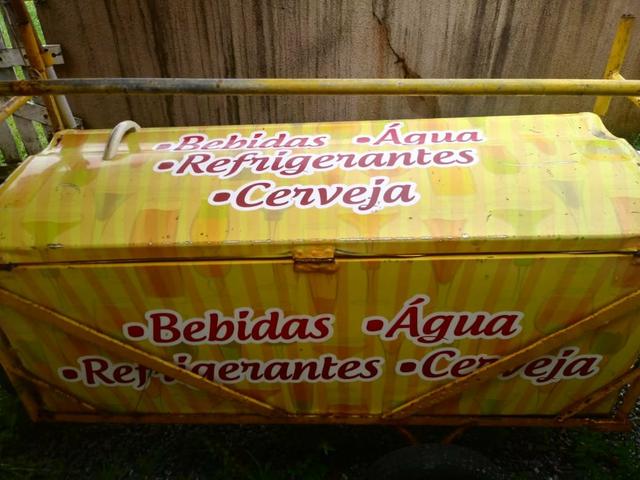 •Bebidas •Água
•Refrigerantes
•Cerveja
•Bebidas •Água
•Refrigerantes •Cerveja